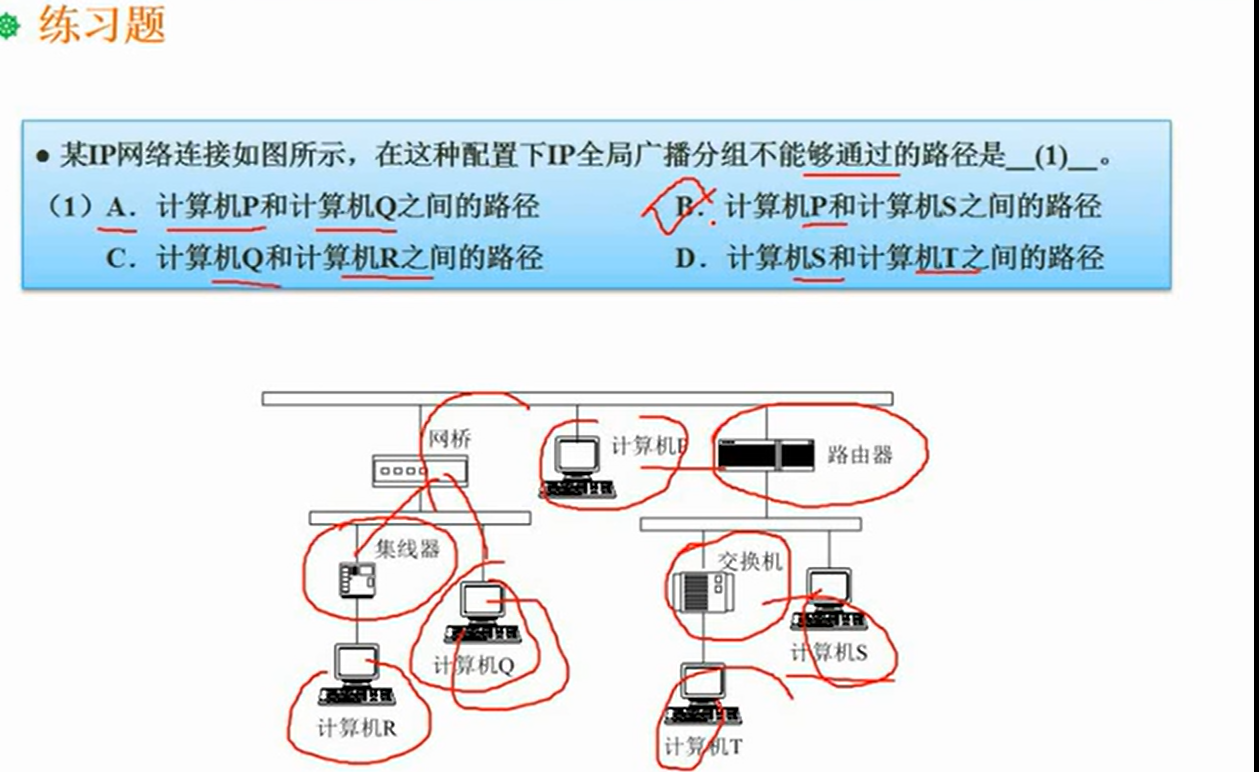 练习题
● 某IP网络连接如图所示，在这种配置下IP全局广播分组不能够通过的路径是__(1)__。
（1）A． 计算机P和计算机Q之间的路径 B． 计算机P和计算机S之间的路径
C． 计算机Q和计算机R之间的路径 D． 计算机S和计算机T之间的路径
网桥
计算机P
路由器
集线器
交换机
计算机Q
计算机S
计算机R
计算机T